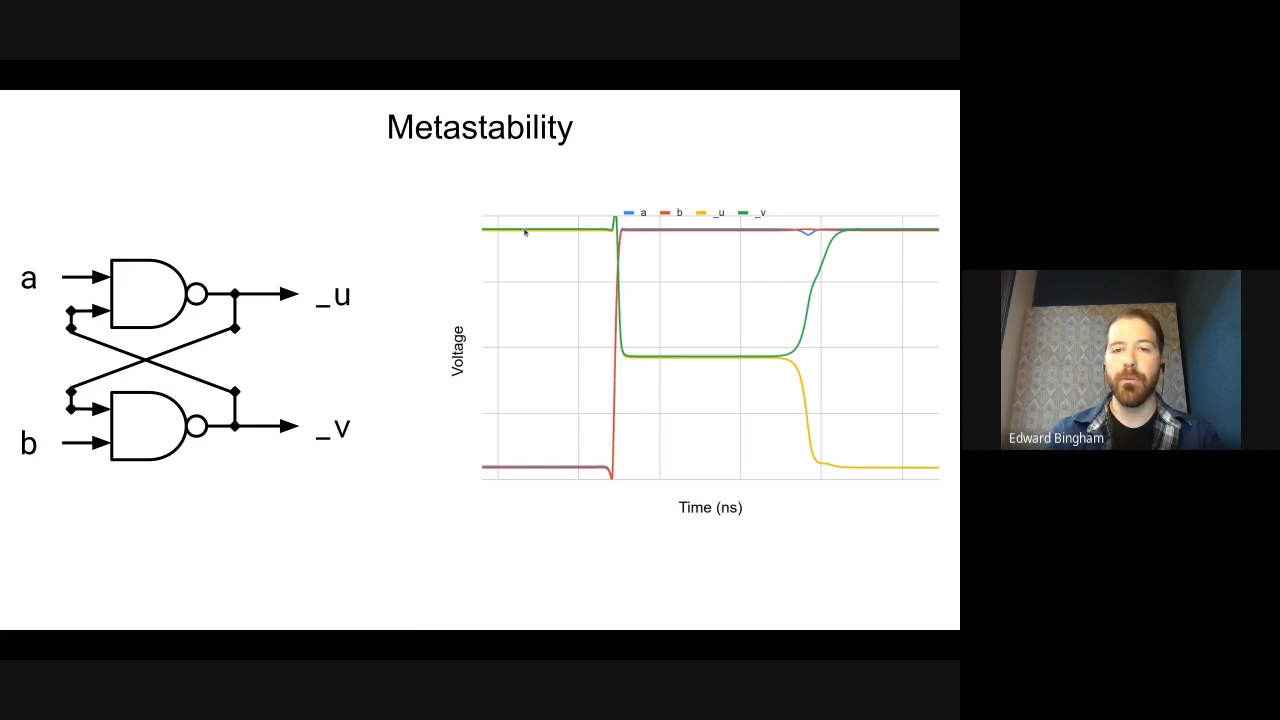 Metastability
a
b
_u
_v
a b _u _v
Voltage
Time (ns)
Edward Bingham